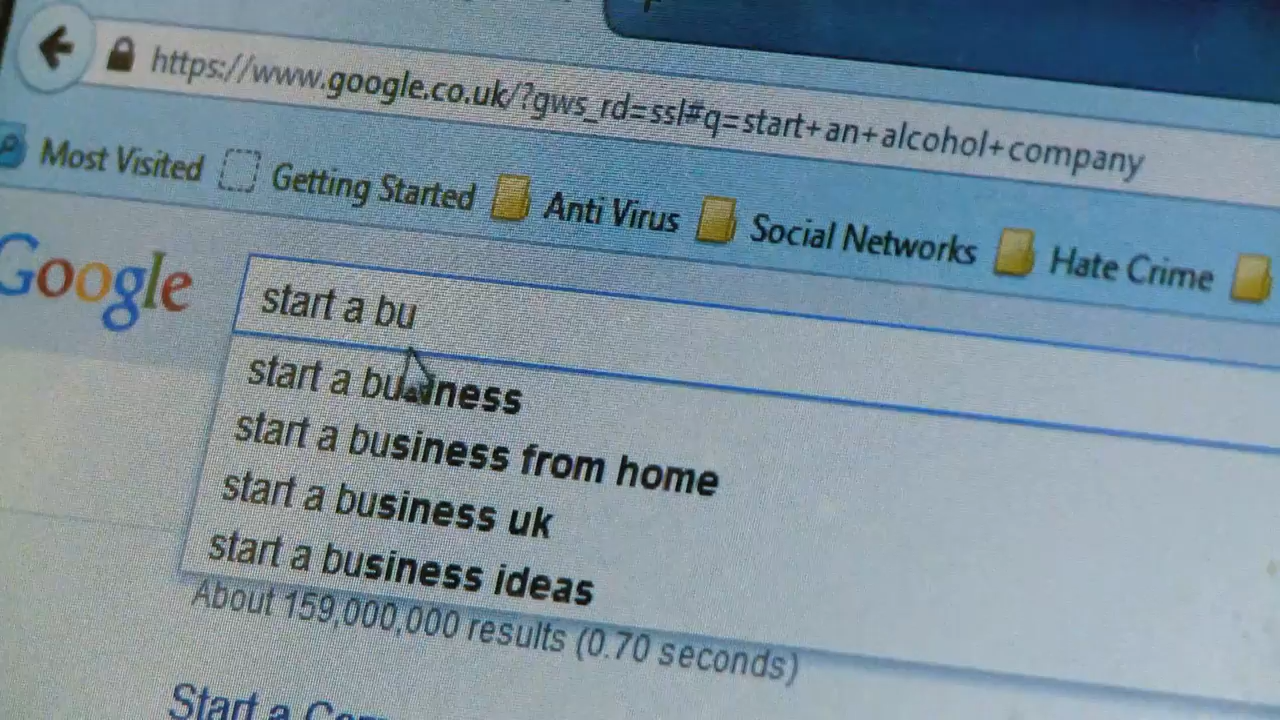 https://www.google.co.uk/?gws_rd=ssl#q=start+an+alcohol+company
Most Visited Getting Started Anti Virus Social Networks Hate Crime
Google start a bu
start a business
start a business from home
start a business uk
start a business ideas
About 159,000,000 results (0.70 seconds)
Start a